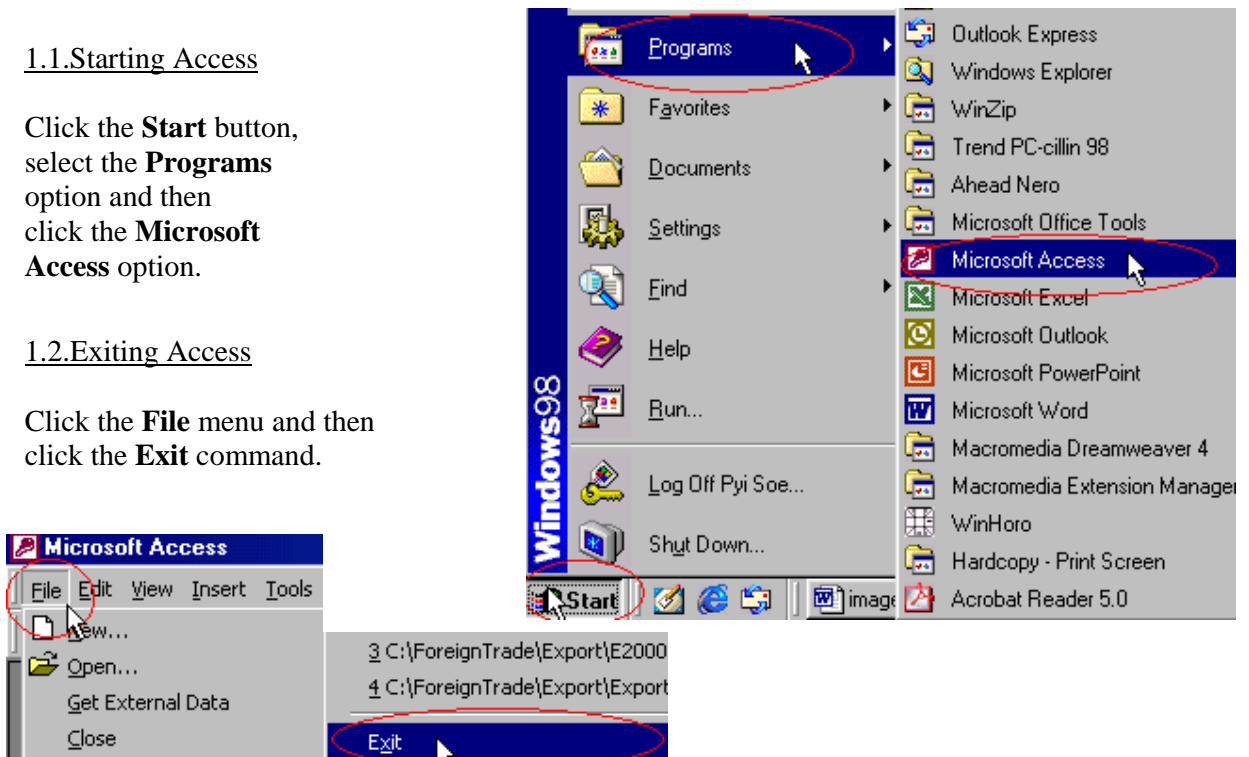 1.1.Starting Access
Click the Start button,
select the Programs
option and then
click the Microsoft
Access option.
1.2.Exiting Access
Click the File menu and then
click the Exit command.
Programs
Favorites
Documents
Settings
Find
Help
Run...
Log Off Pyi Soe...
Shut Down...
Windows98
Start
image
Outlook Express
Windows Explorer
WinZip
Trend PC-cillin 98
Ahead Nero
Microsoft Office Tools
Microsoft Access
Microsoft Excel
Microsoft Outlook
Microsoft PowerPoint
Microsoft Word
Macromedia Dreamweaver 4
Macromedia Extension Manager
WinHoro
Hardcopy - Print Screen
Acrobat Reader 5.0
Microsoft Access
File Edit View Insert Tools
New...
Open...
Get External Data
Close
3 C:\ForeignTrade\Export\E2000
4 C:\ForeignTrade\Export\Export
Exit